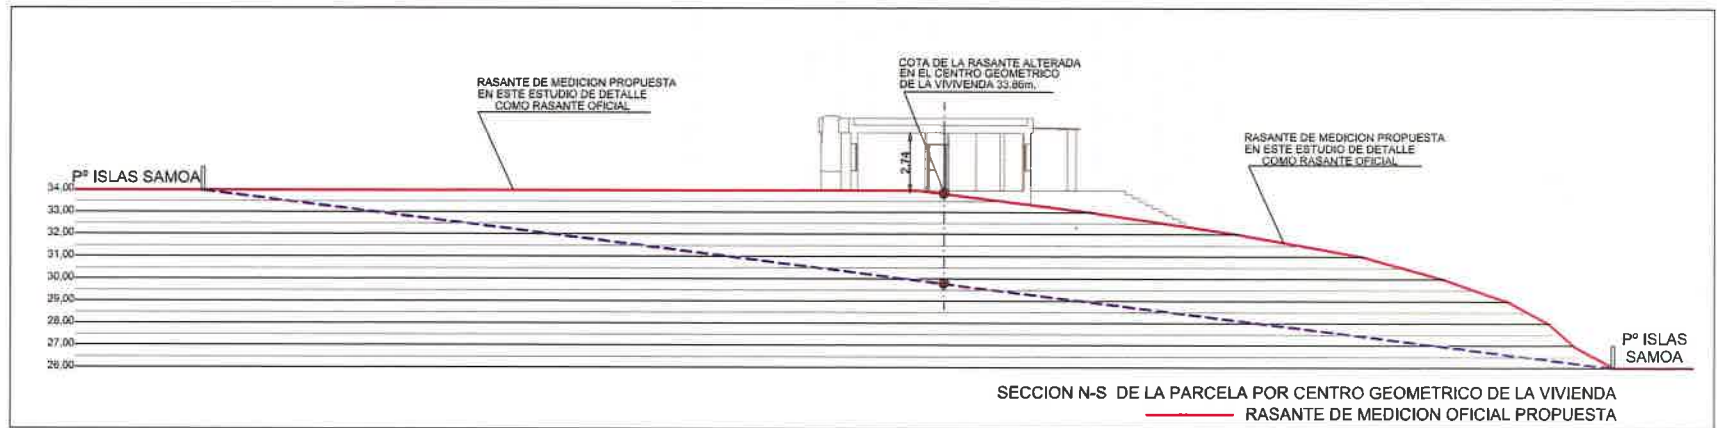 RASANTE DE MEDICION PROPUESTA
EN ESTE ESTUDIO DE DETALLE
COMO RASANTE OFICIAL
COTA DE LA RASANTE ALTERADA
EN EL CENTRO GEOMETRICO
DE LA VIVIVENDA 33.86m.
RASANTE DE MEDICION PROPUESTA
EN ESTE ESTUDIO DE DETALLE
COMO RASANTE OFICIAL
2,74
Pº ISLAS SAMOA
34,00
33,00
32,00
31,00
30,00
29,00
28,00
27,00
26,00
Pº ISLAS
SAMOA
SECCION N-S DE LA PARCELA POR CENTRO GEOMETRICO DE LA VIVIENDA
RASANTE DE MEDICION OFICIAL PROPUESTA